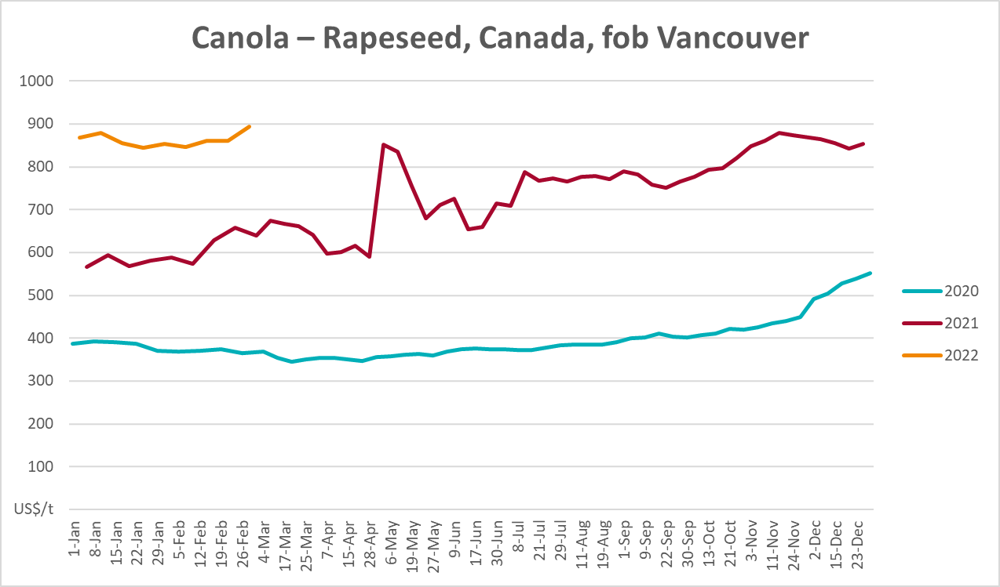 Canola – Rapeseed, Canada, fob Vancouver
1000
900
800
700
600
500
400
300
200
100
US$/t
1-Jan
8-Jan
15-Jan
22-Jan
29-Jan
5-Feb
12-Feb
19-Feb
26-Feb
4-Mar
17-Mar
25-Mar
7-Apr
15-Apr
28-Apr
6-May
19-May
27-May
9-Jun
17-Jun
30-Jun
8-Jul
21-Jul
29-Jul
11-Aug
19-Aug
1-Sep
9-Sep
22-Sep
30-Sep
13-Oct
21-Oct
3-Nov
11-Nov
24-Nov
2-Dec
15-Dec
23-Dec
2020
2021
2022